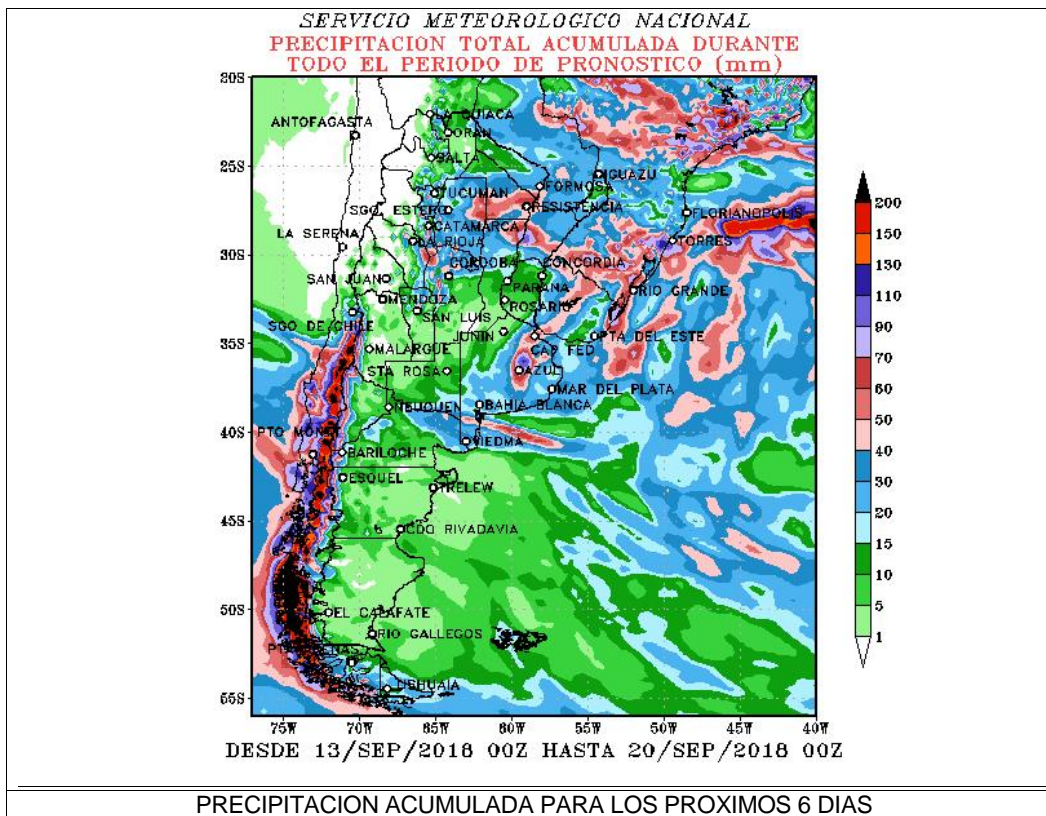 SERVICIO METEOROLOGICO NACIONAL
PRECIPITACION TOTAL ACUMULADA DURANTE
TODO EL PERIODO DE PRONOSTICO (mm)
20S
LA QUIACA
ANTOFAGASTA
ORAN
25S
SALTA
IGUAZU
TUCUMAN
FORMOSA
200
SGO. ESTERO
RESISTENCIA
FLORIANOPOLIS
150
CATAMARCA
LA SERENA
LA RIOJA
TORRES
130
30S
CORDOBA
CONCORDIA
110
SAN JUAN
PARANA
RIO GRANDE
MENDOZA
ROSARIO
90
SAN LUIS
SGO DE CHILE
JUNIN
PTA DEL ESTE
70
35S
MALARGUE
CAP FED
60
STA ROSA
AZUL
MAR DEL PLATA
50
NEUQUEN
BAHIA BLANCA
40
40S
PTO MONTT
VIEDMA
BARILOCHE
30
ESQUEL
TRELEW
20
45S
CDO RIVADAVIA
15
10
50S
EL CALAFATE
5
RIO GALLEGOS
1
USHUAIA
55S
75W 70W 65W 60W 55W 50W 45W 40W
DESDE 13/SEP/2018 00Z HASTA 20/SEP/2018 00Z
PRECIPITACION ACUMULADA PARA LOS PROXIMOS 6 DIAS